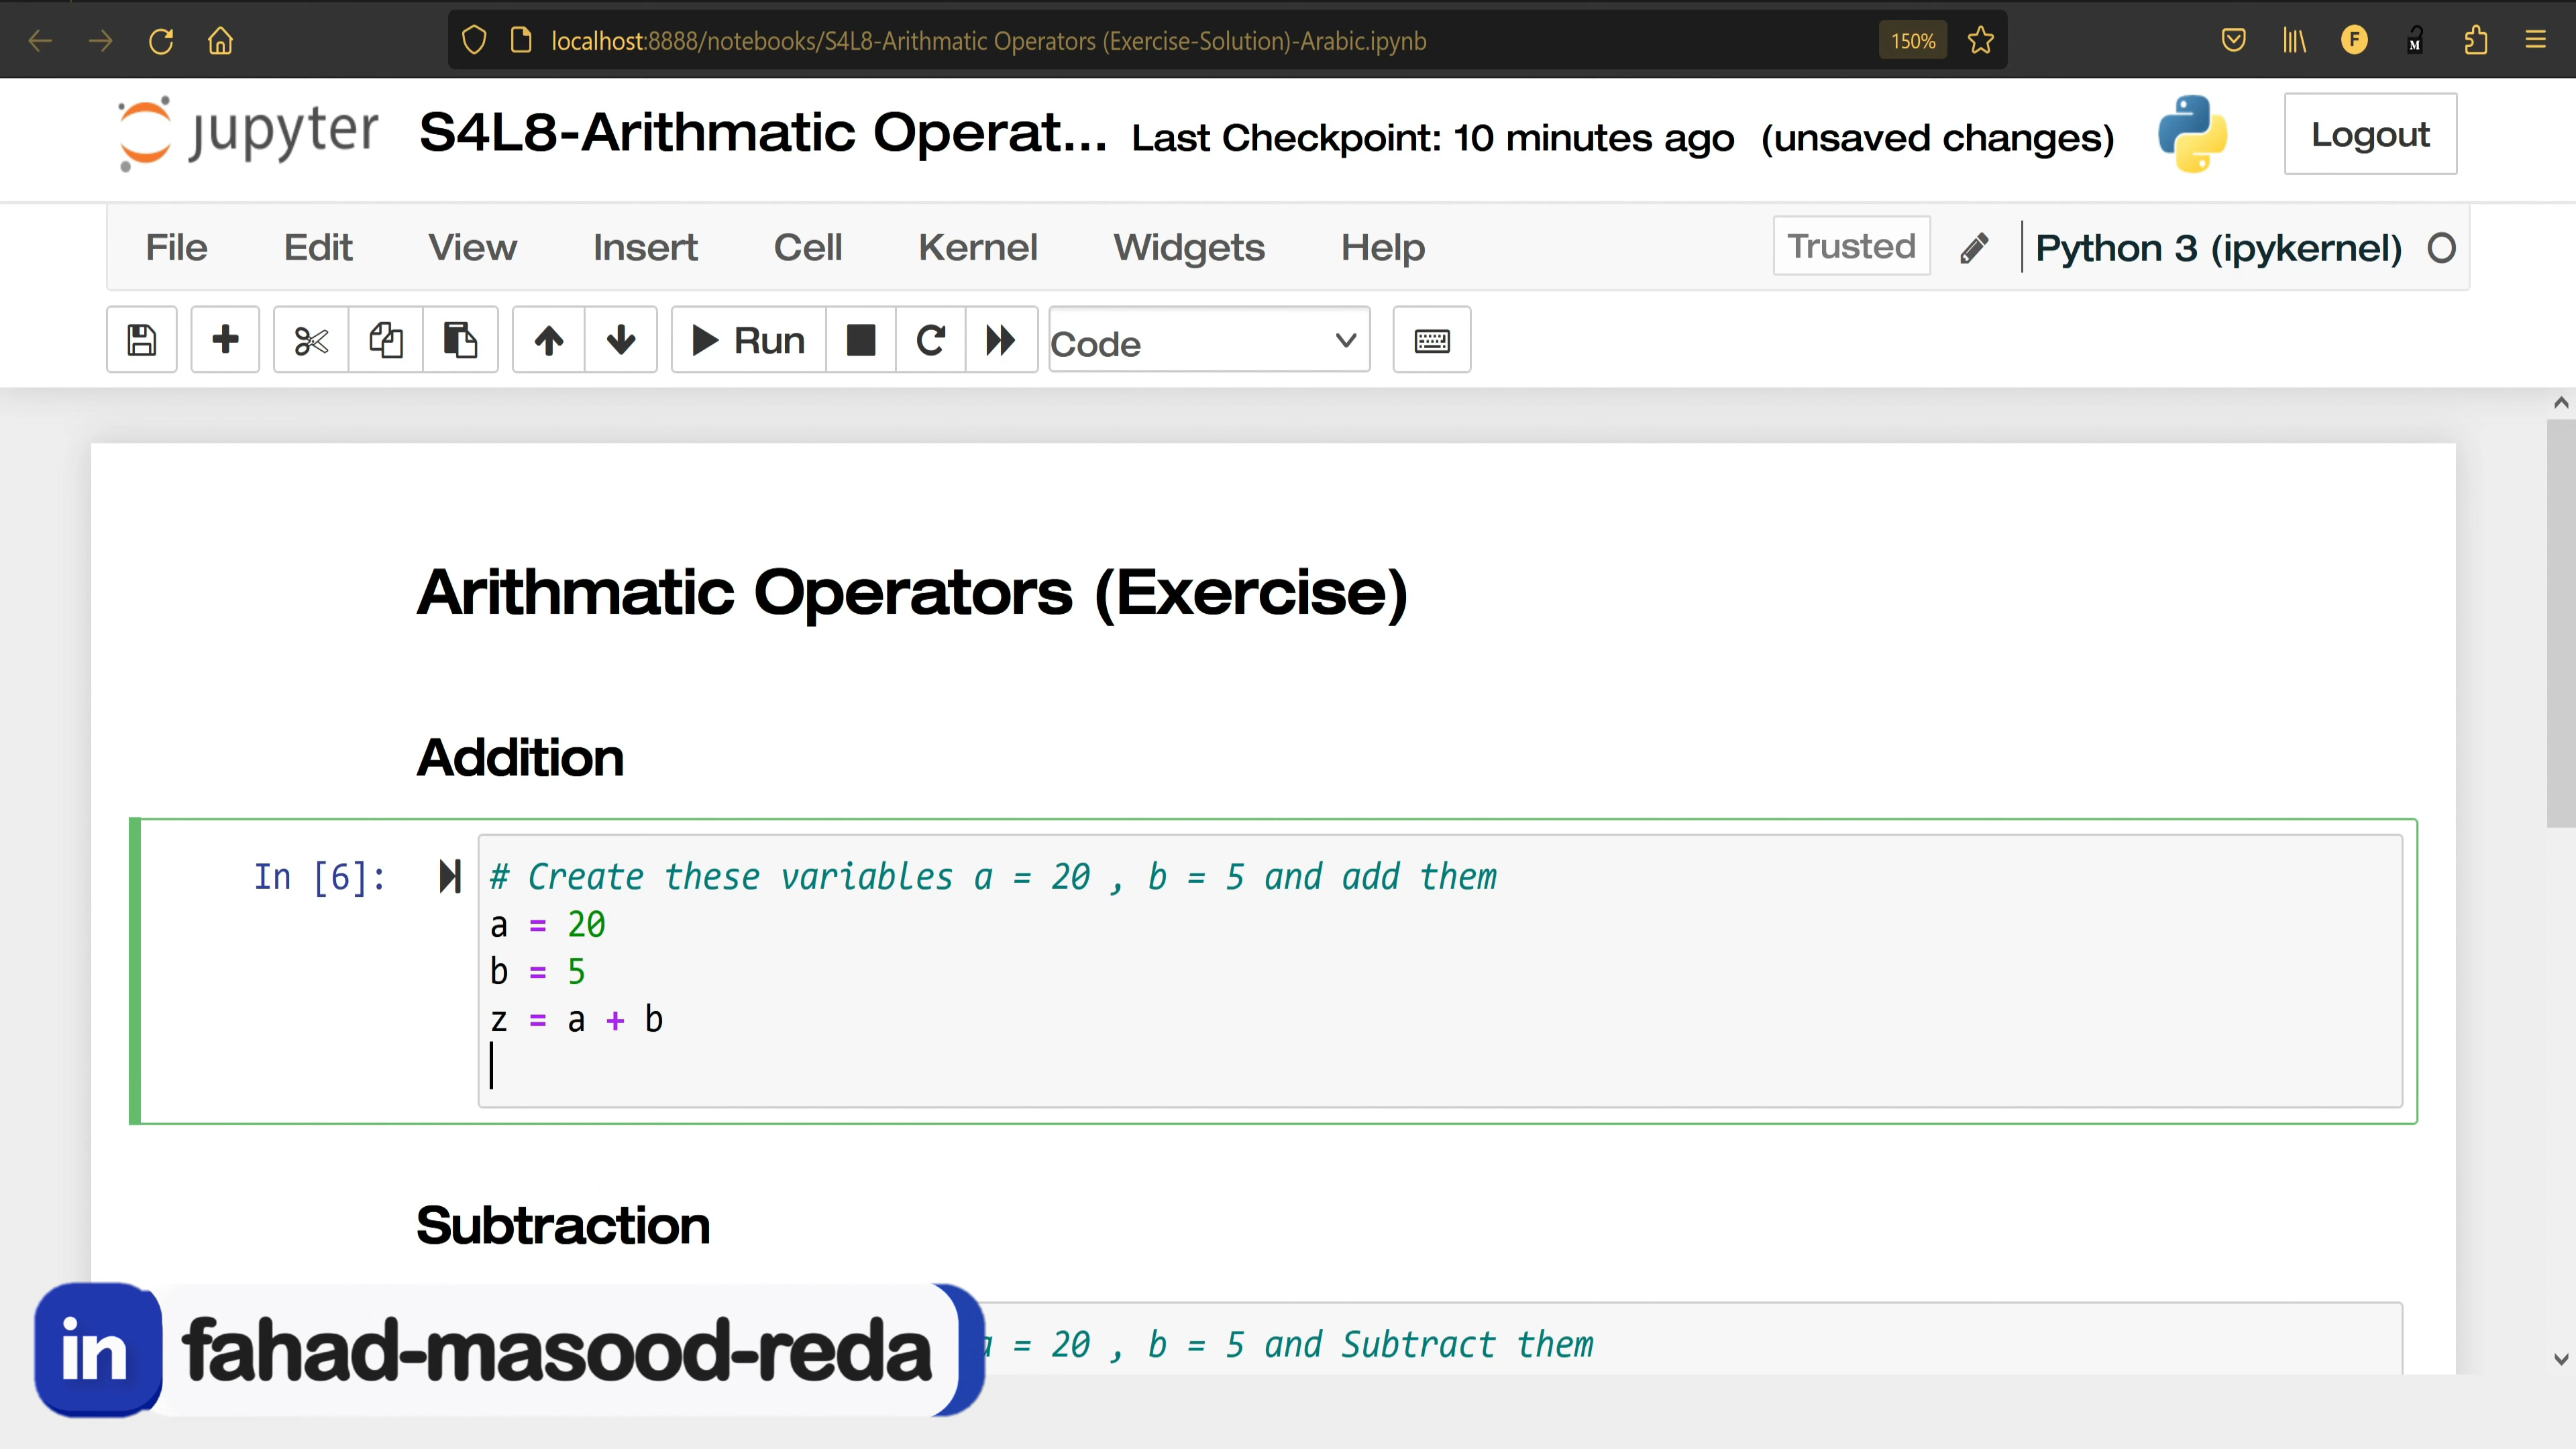 localhost:8888/notebooks/S4L8-Arithmatic Operators (Exercise-Solution)-Arabic.ipynb
150%
F
M
jupyter
S4L8-Arithmatic Operat...
Last Checkpoint: 10 minutes ago (unsaved changes)
Logout
File Edit View Insert Cell Kernel Widgets Help
Trusted
Python 3 (ipykernel)
Run
Code
Arithmatic Operators (Exercise)
Addition
In [6]:
# Create these variables a = 20 , b = 5 and add them
a = 20
b = 5
z = a + b
Subtraction
a = 20 , b = 5 and Subtract them
in fahad-masood-reda